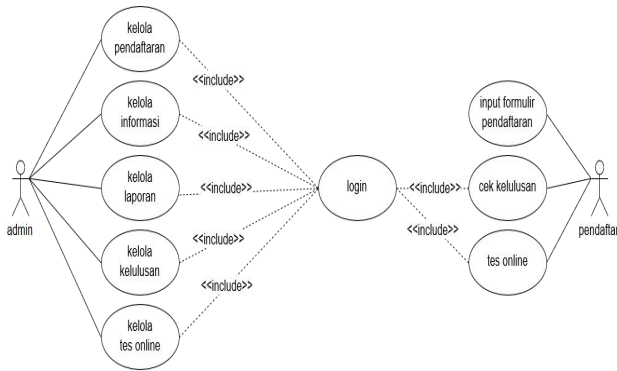 kelola
pendaftaran
<<include>>
kelola
informasi
<<include>>
input formulir
pendaftaran
kelola
laporan
<<include>>
login
<<include>>
cek kelulusan
admin
pendaftar
kelola
kelulusan
<<include>>
<<include>>
tes online
<<include>>
kelola
tes online